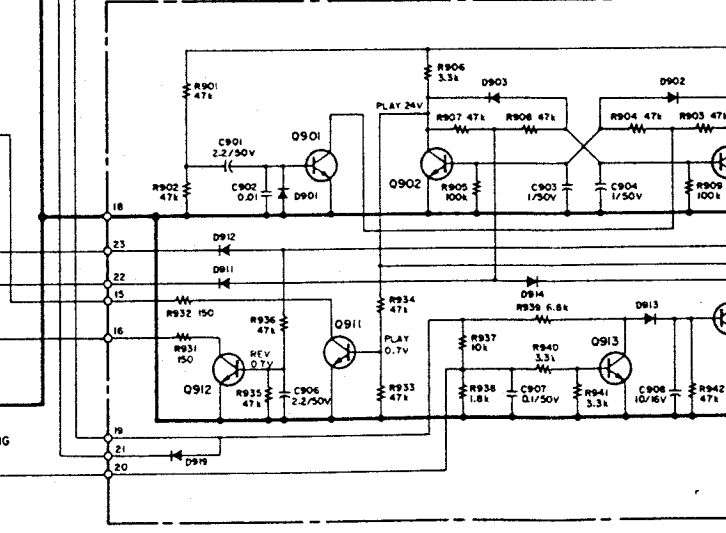 R906
3.3k
D903
D902
R901
47k
PLAY 24V
R907 47k
R908 47k
R904 47k
R903 47k
Q901
C901
2.2/50V
R902
47k
C902
0.01
D901
Q902
R905
100k
C903
1/50V
C904
1/50V
R909
100k
18
23
D912
22
D911
D914
15
R932 150
R936
47k
Q911
R934
47k
R939 6.8k
D913
16
R931
150
REV
0.7V
PLAY
0.7V
R937
10k
R940
3.3k
Q913
Q912
R935
47k
C906
2.2/50V
R933
47k
R938
1.8k
C907
0.1/50V
R941
3.3k
C908
10/16V
R942
47k
19
21
D919
20
G